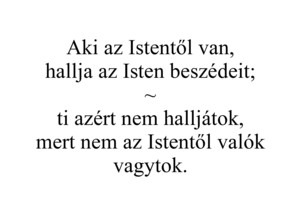 Aki az Istentől van,
hallja az Isten beszédeit;
~
ti azért nem halljátok,
mert nem az Istentől valók
vagytok.